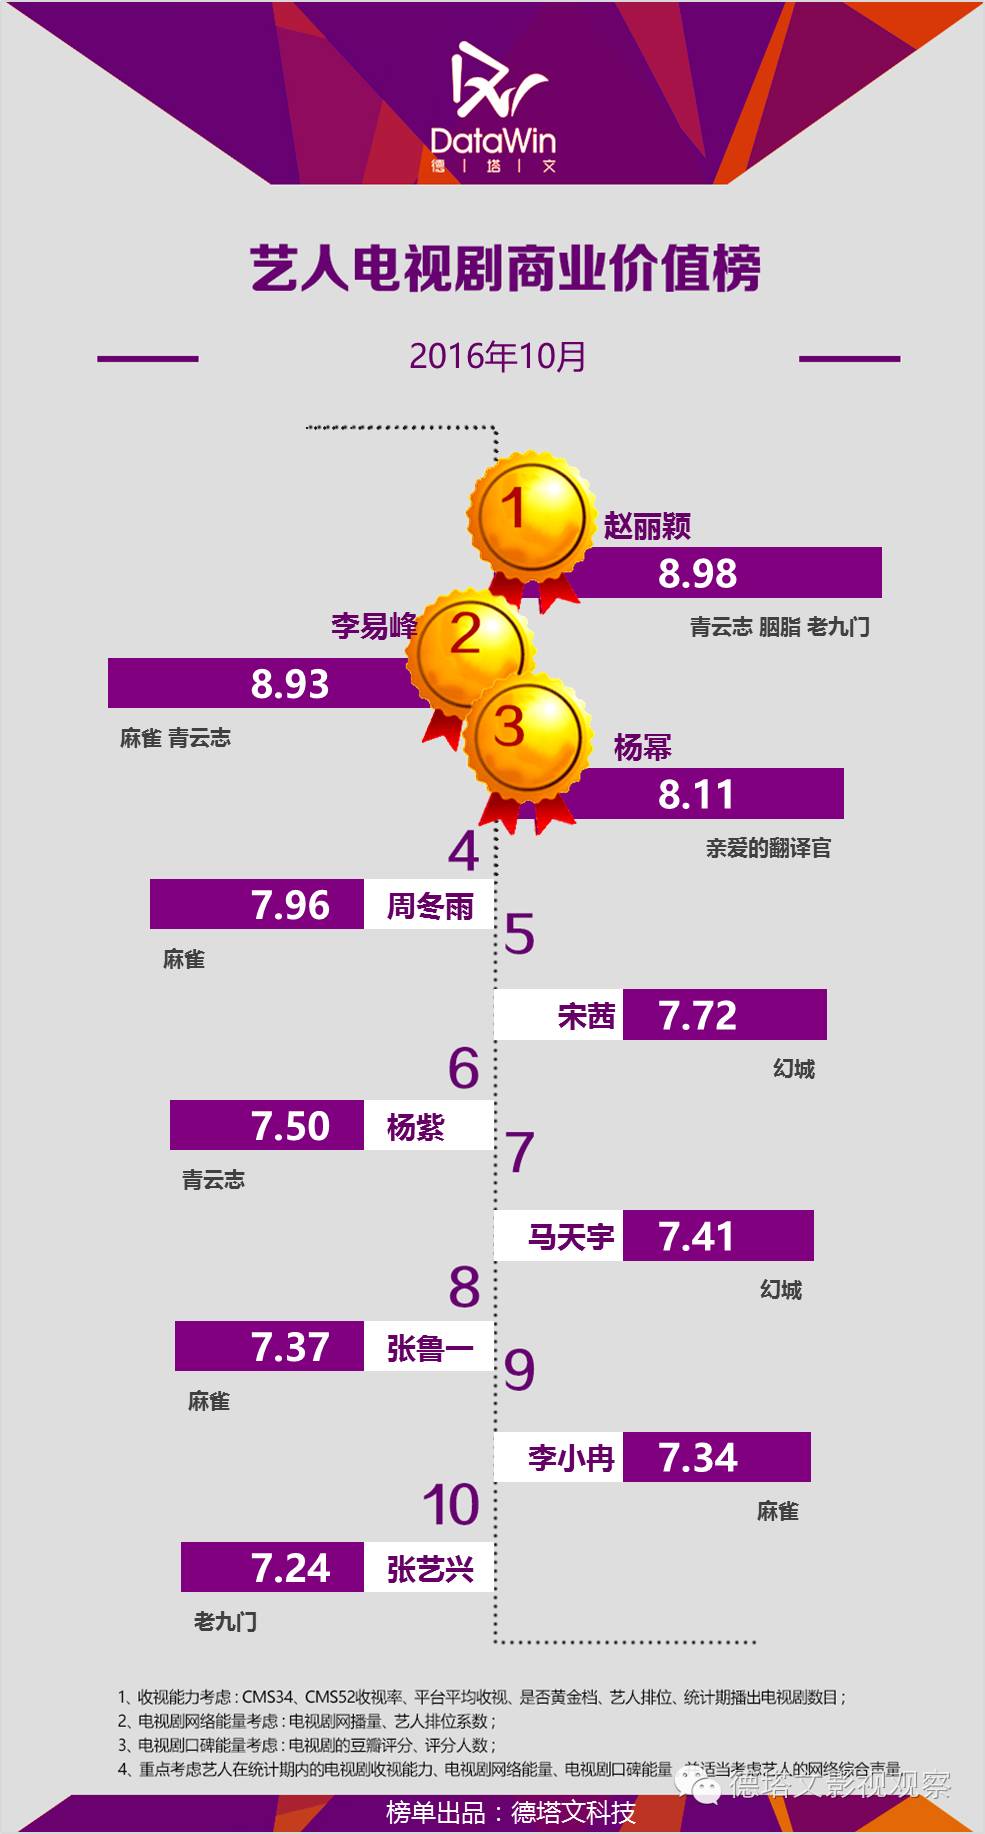 DataWin
德 | 塔 | 文
艺人电视剧商业价值榜
2016年10月
1
赵丽颖
8.98
青云志 胭脂 老九门
2
李易峰
8.93
麻雀 青云志
3
杨幂
8.11
亲爱的翻译官
4
7.96 周冬雨
麻雀
5
宋茜 7.72
幻城
6
7.50 杨紫
青云志
7
马天宇 7.41
幻城
8
7.37 张鲁一
麻雀
9
李小冉 7.34
麻雀
10
7.24 张艺兴
老九门
1、收视能力考虑：CMS34、CMS52收视率、平台平均收视、是否黄金档、艺人排位、统计期播出电视剧数目；
2、电视剧网络能量考虑：电视剧网播量、艺人排位系数；
3、电视剧口碑能量考虑：电视剧的豆瓣评分、评分人数；
4、重点考虑艺人在统计期内的电视剧收视能力、电视剧网络能量、电视剧口碑能量 适当考虑艺人的网络综合声量
德塔文影视观察
榜单出品：德塔文科技